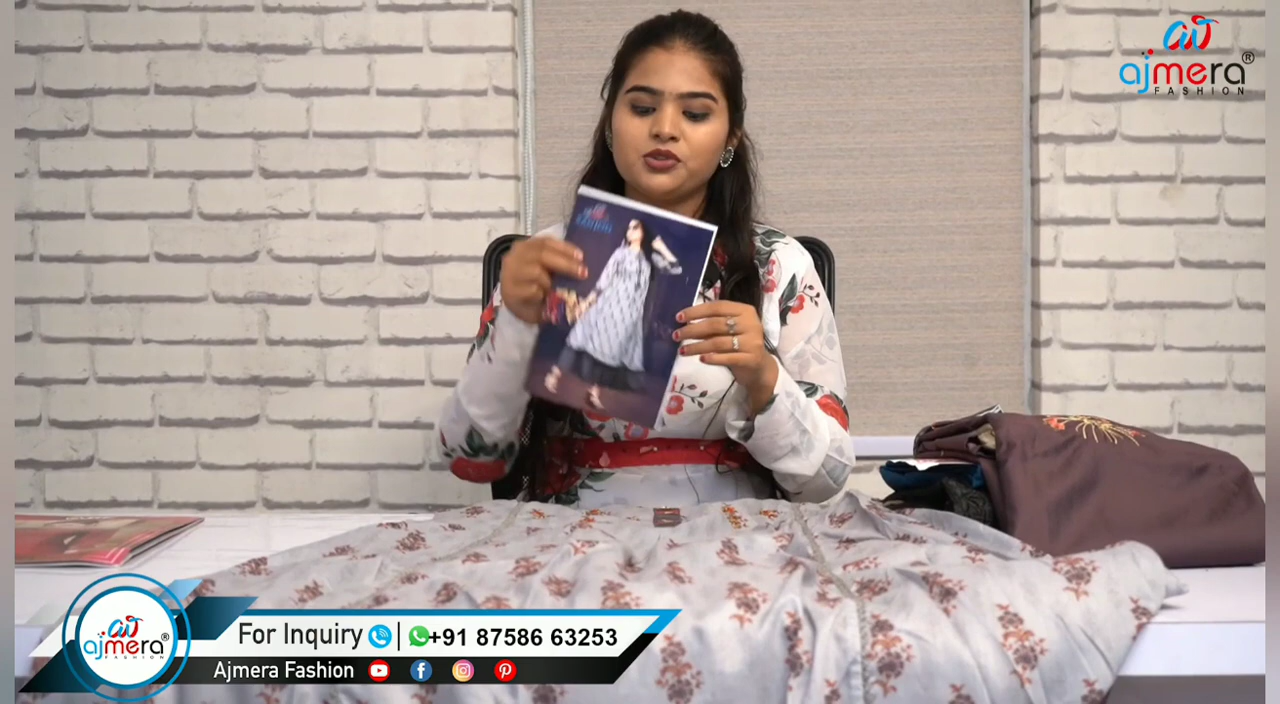 ajmera®
FASHION
ajmera®
FASHION
For Inquiry | +91 87586 63253
Ajmera Fashion